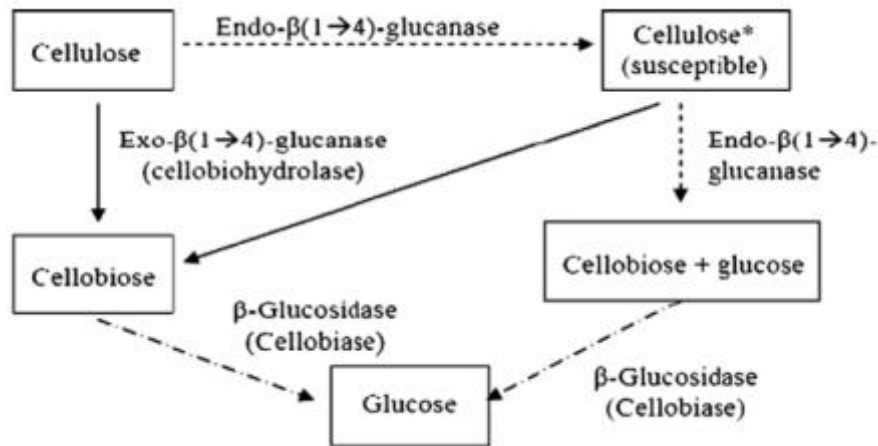 Cellulose
Endo-β(1→4)-glucanase
Cellulose*
(susceptible)
Exo-β(1→4)-glucanase
(cellobiohydrolase)
Endo-β(1→4)-
glucanase
Cellobiose
Cellobiose + glucose
β-Glucosidase
(Cellobiase)
Glucose
β-Glucosidase
(Cellobiase)